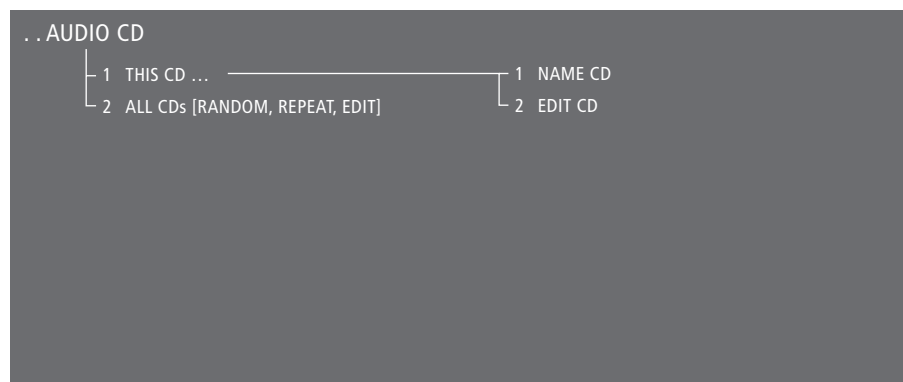 . . AUDIO CD
1 THIS CD ...
1 NAME CD
2 ALL CDs [RANDOM, REPEAT, EDIT]
2 EDIT CD